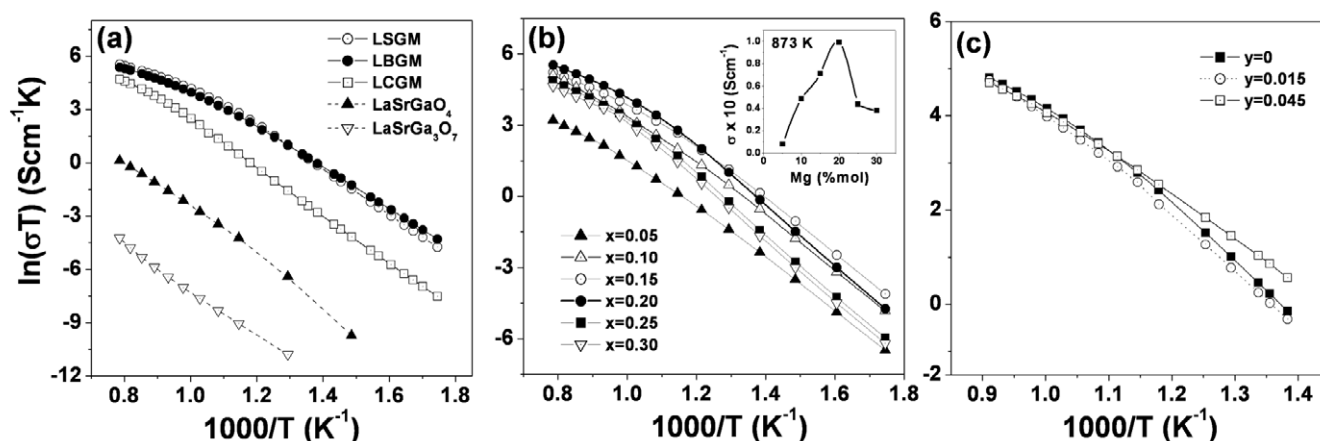 (a)
LSGM
LBGM
LCGM
LaSrGaO₄
LaSrGa₃O₇
ln(σT) (Scm⁻¹K)
6
3
0
-3
-6
-9
-12
0.8 1.0 1.2 1.4 1.6 1.8
1000/T (K⁻¹)
(b)
x=0.05
x=0.10
x=0.15
x=0.20
x=0.25
x=0.30
6
3
0
-3
-6
0.8 1.0 1.2 1.4 1.6 1.8
1000/T (K⁻¹)
873 K
σ x 10 (Scm⁻¹)
1.0
0.8
0.6
0.4
0.2
0.0
0 10 20 30
Mg (%mol)
(c)
y=0
y=0.015
y=0.045
6
4
2
0
-2
0.9 1.0 1.1 1.2 1.3 1.4
1000/T (K⁻¹)